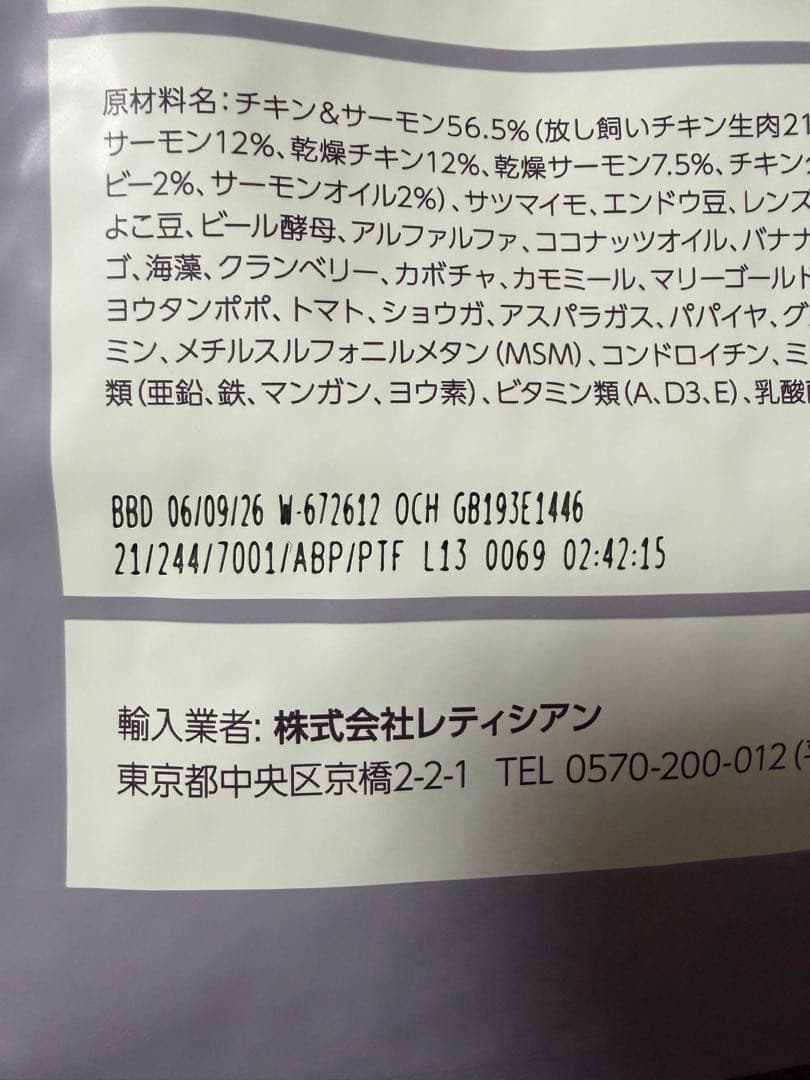 原材料名：チキン＆サーモン56.5％（放し飼いチキン生肉21
サーモン12％、乾燥チキン12％、乾燥サーモン7.5％、チキング
ビー2％、サーモンオイル2％）、サツマイモ、エンドウ豆、レンズ
よこ豆、ビール酵母、アルファルファ、ココナッツオイル、バナナ
ゴ、海藻、クランベリー、カボチャ、カモミール、マリーゴールド
ヨウタンポポ、トマト、ショウガ、アスパラガス、パパイヤ、グ
ミン、メチルスルフォニルメタン（MSM）、コンドロイチン、ミ
類（亜鉛、鉄、マンガン、ヨウ素）、ビタミン類（A、D3、E）、乳酸菌
BBD 06/09/26 W-672612 OCH GB193E1446
21/244/7001/ABP/PTF L13 0069 02:42:15
輸入業者: 株式会社レティシアン
東京都中央区京橋2-2-1 TEL 0570-200-012（